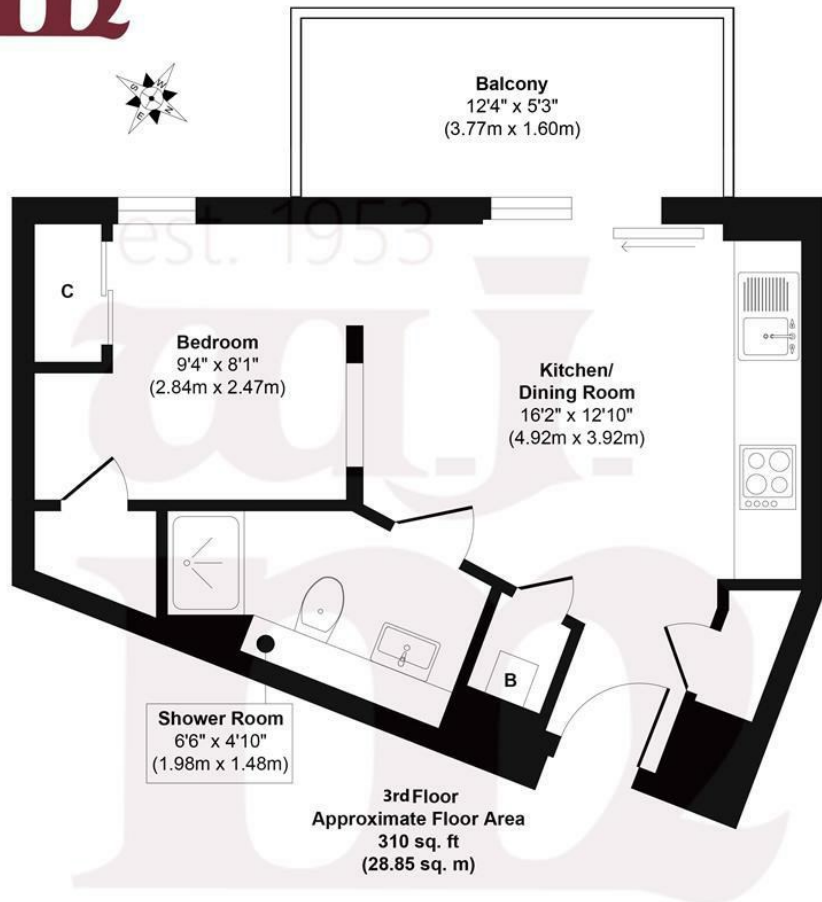 S
W
E
N
Balcony
12'4" x 5'3"
(3.77m x 1.60m)
est. 1953
C
Bedroom
9'4" x 8'1"
(2.84m x 2.47m)
Kitchen/
Dining Room
16'2" x 12'10"
(4.92m x 3.92m)
a.j.
m
B
Shower Room
6'6" x 4'10"
(1.98m x 1.48m)
3rd Floor
Approximate Floor Area
310 sq. ft
(28.85 sq. m)